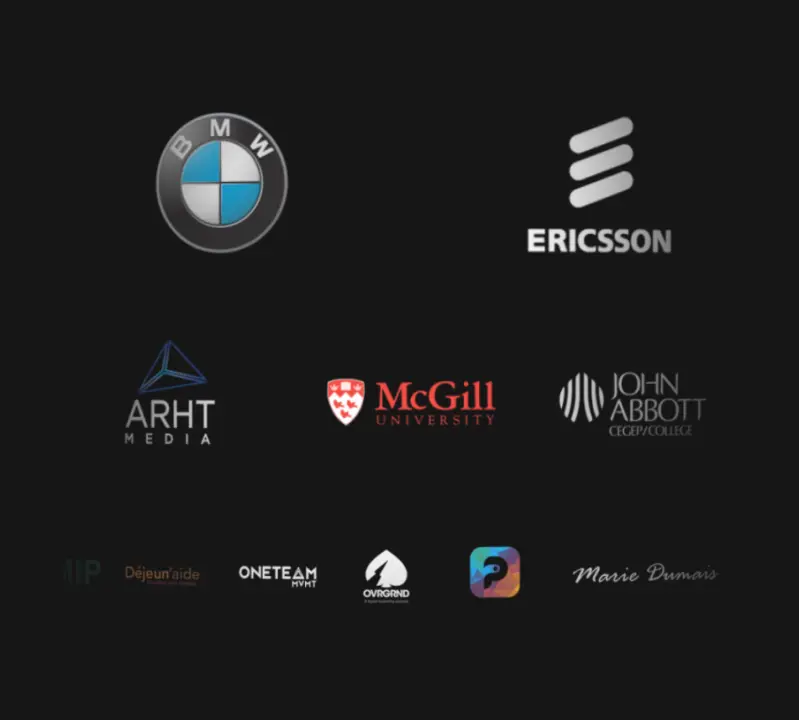 BMW
ERICSSON
ARHT
MEDIA
McGill
UNIVERSITY
JOHN
ABBOTT
CEGEP/COLLEGE
Déjeun'aide
ONETEAM
MVMT
OVRGRND
P
Marie Dumais